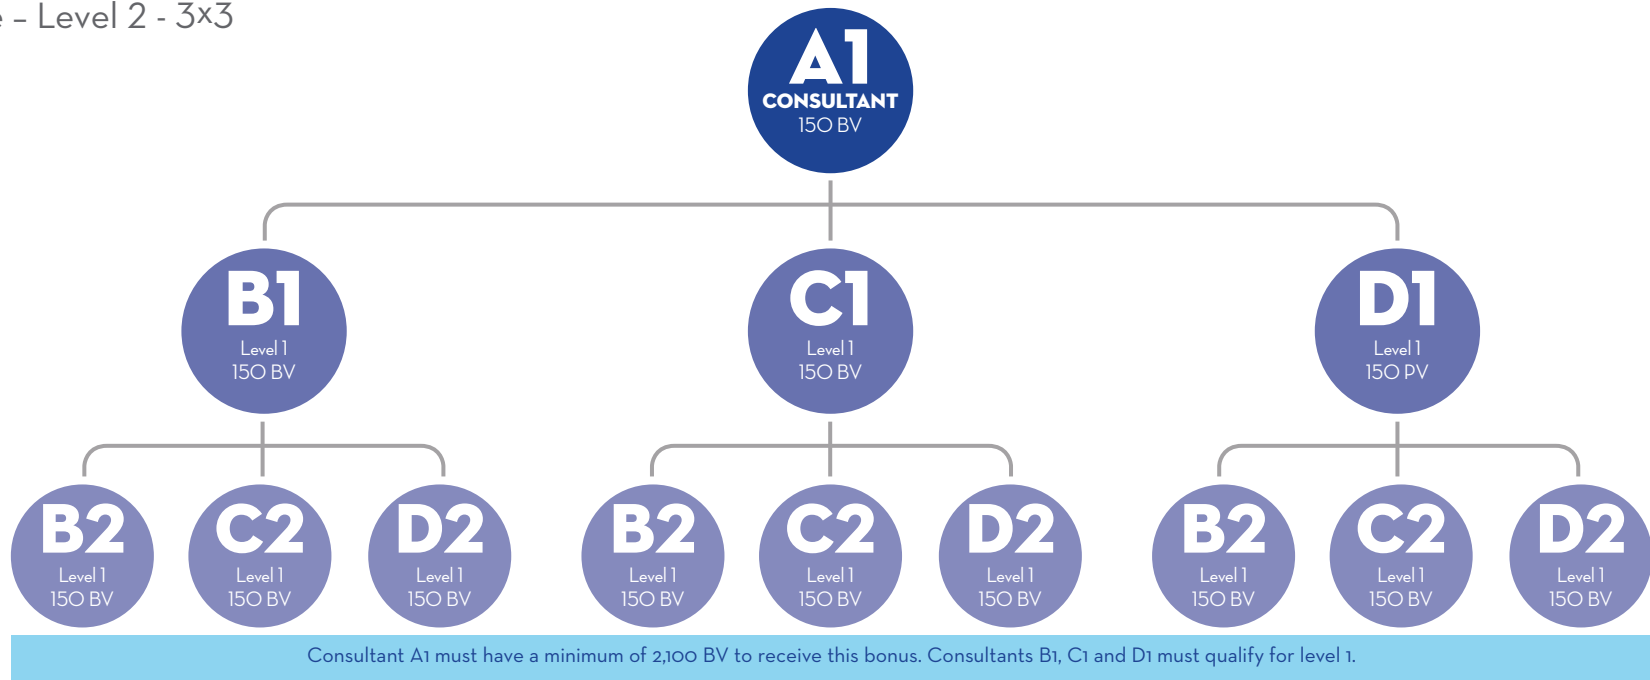 e – Level 2 - 3x3
A1
CONSULTANT
150 BV
B1
Level 1
150 BV
C1
Level 1
150 BV
D1
Level 1
150 PV
B2
Level 1
150 BV
C2
Level 1
150 BV
D2
Level 1
150 BV
B2
Level 1
150 BV
C2
Level 1
150 BV
D2
Level 1
150 BV
B2
Level 1
150 BV
C2
Level 1
150 BV
D2
Level 1
150 BV
Consultant A1 must have a minimum of 2,100 BV to receive this bonus. Consultants B1, C1 and D1 must qualify for level 1.